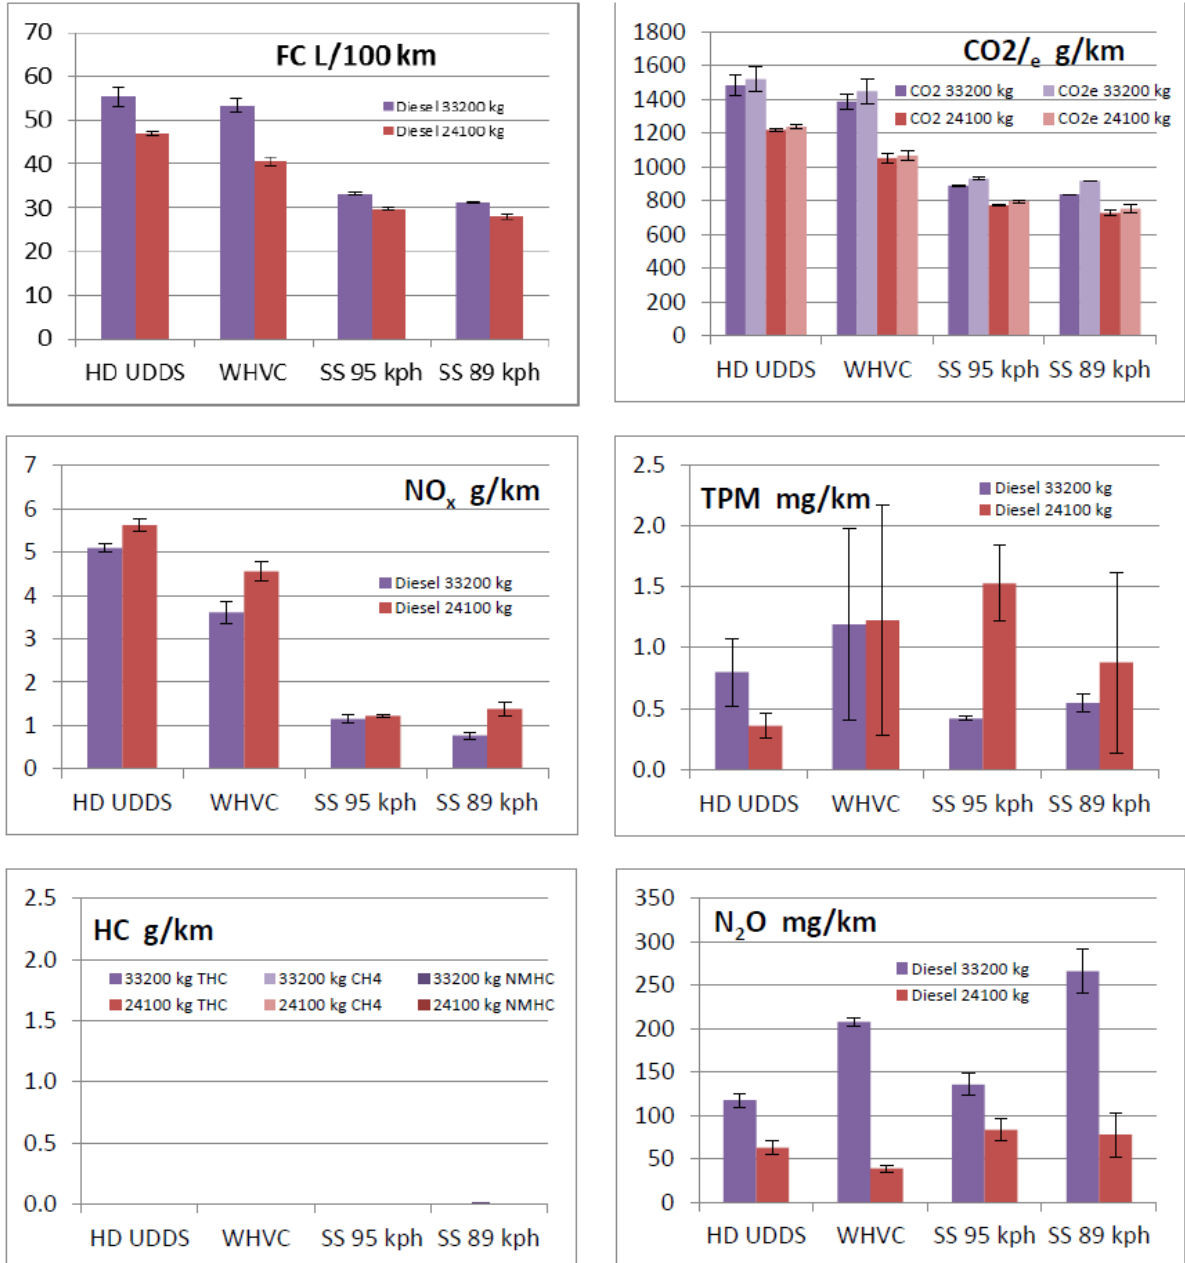 FC L/100 km
70
60
50
40
30
20
10
0
Diesel 33200 kg
Diesel 24100 kg
HD UDDS WHVC SS 95 kph SS 89 kph
CO2/e g/km
1800
1600
1400
1200
1000
800
600
400
200
0
CO2 33200 kg CO2e 33200 kg
CO2 24100 kg CO2e 24100 kg
HD UDDS WHVC SS 95 kph SS 89 kph
NOx g/km
7
6
5
4
3
2
1
0
Diesel 33200 kg
Diesel 24100 kg
HD UDDS WHVC SS 95 kph SS 89 kph
TPM mg/km
2.5
2.0
1.5
1.0
0.5
0.0
Diesel 33200 kg
Diesel 24100 kg
HD UDDS WHVC SS 95 kph SS 89 kph
HC g/km
2.5
2.0
1.5
1.0
0.5
0.0
33200 kg THC 33200 kg CH4 33200 kg NMHC
24100 kg THC 24100 kg CH4 24100 kg NMHC
HD UDDS WHVC SS 95 kph SS 89 kph
N2O mg/km
350
300
250
200
150
100
50
0
Diesel 33200 kg
Diesel 24100 kg
HD UDDS WHVC SS 95 kph SS 89 kph